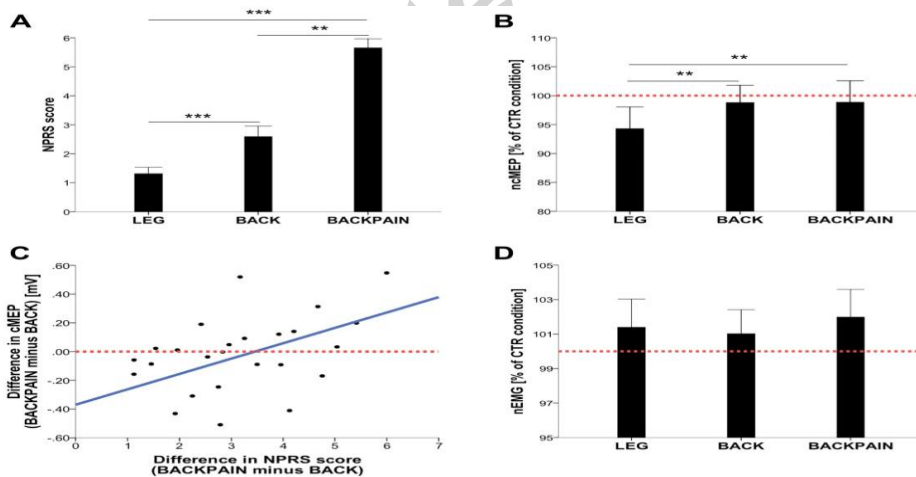 A
***
**
***
6
5
4
3
2
1
0
NPRS score
LEG BACK BACKPAIN
B
**
**
110
105
100
95
90
85
80
ncMEP [% of CTR condition]
LEG BACK BACKPAIN
C
.60
.40
.20
.00
-.20
-.40
-.60
Difference in cMEP
(BACKPAIN minus BACK) [mV]
0 1 2 3 4 5 6 7
Difference in NPRS score
(BACKPAIN minus BACK)
D
105
103
101
99
97
95
nEMG [% of CTR condition]
LEG BACK BACKPAIN